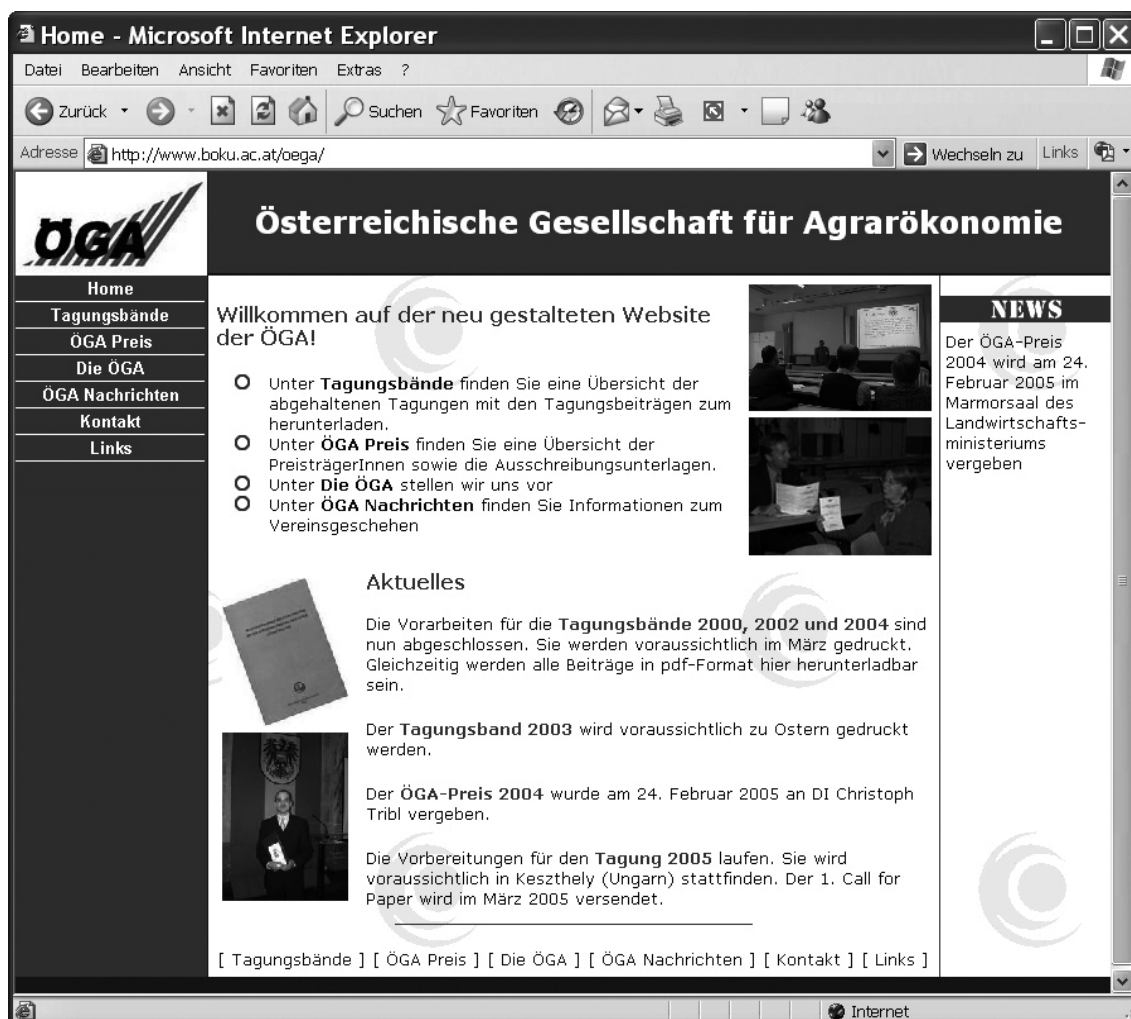 Home - Microsoft Internet Explorer
Datei Bearbeiten Ansicht Favoriten Extras ?
Zurück Suchen Favoriten
Adresse http://www.boku.ac.at/oega/ Wechseln zu Links
ÖGA
Österreichische Gesellschaft für Agrarökonomie
Home
Tagungsbände
ÖGA Preis
Die ÖGA
ÖGA Nachrichten
Kontakt
Links
Willkommen auf der neu gestalteten Website
der ÖGA!
Unter Tagungsbände finden Sie eine Übersicht der
abgehaltenen Tagungen mit den Tagungsbeiträgen zum
herunterladen.
Unter ÖGA Preis finden Sie eine Übersicht der
PreisträgerInnen sowie die Ausschreibungsunterlagen.
Unter Die ÖGA stellen wir uns vor
Unter ÖGA Nachrichten finden Sie Informationen zum
Vereinsgeschehen
Aktuelles
Die Vorarbeiten für die Tagungsbände 2000, 2002 und 2004 sind
nun abgeschlossen. Sie werden voraussichtlich im März gedruckt.
Gleichzeitig werden alle Beiträge in pdf-Format hier herunterladbar
sein.
Der Tagungsband 2003 wird voraussichtlich zu Ostern gedruckt
werden.
Der ÖGA-Preis 2004 wurde am 24. Februar 2005 an DI Christoph
Tribl vergeben.
Die Vorbereitungen für den Tagung 2005 laufen. Sie wird
voraussichtlich in Keszthely (Ungarn) stattfinden. Der 1. Call for
Paper wird im März 2005 versendet.
[ Tagungsbände ] [ ÖGA Preis ] [ Die ÖGA ] [ ÖGA Nachrichten ] [ Kontakt ] [ Links ]
NEWS
Der ÖGA-Preis
2004 wird am 24.
Februar 2005 im
Marmorsaal des
Landwirtschafts-
ministeriums
vergeben
Internet